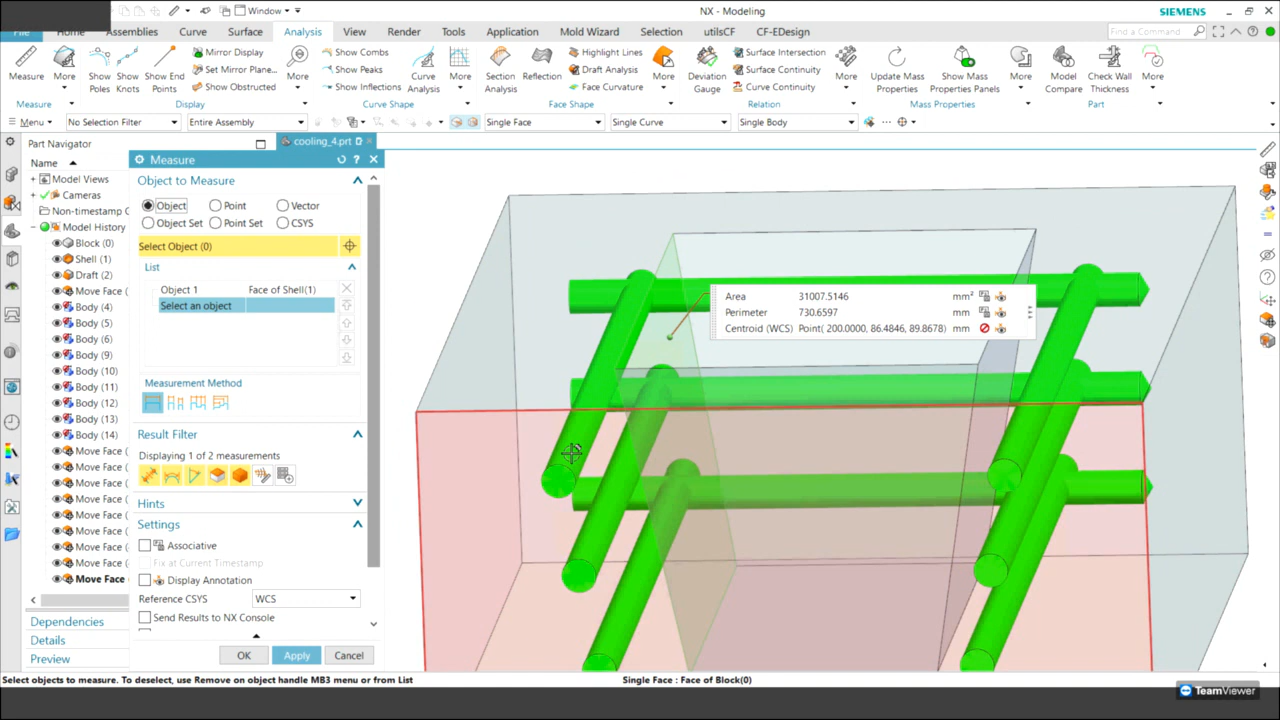 Window
NX - Modeling
SIEMENS
File Home Assemblies Curve Surface Analysis View Render Tools Application Mold Wizard Selection utilsCF CF-EDesign
Find a Command
Measure
More
Show Poles
Show Knots
Show End Points
Mirror Display
Set Mirror Plane...
Show Obstructed
More
Show Combs
Show Peaks
Show Inflections
Curve Analysis
More
Section Analysis
Reflection
Highlight Lines
Draft Analysis
Face Curvature
More
Deviation Gauge
Surface Intersection
Surface Continuity
Curve Continuity
More
Update Mass Properties
Show Mass Properties Panels
More
Model Compare
Check Wall Thickness
More
Measure Display Curve Shape Face Shape Relation Mass Properties Part
Menu No Selection Filter Entire Assembly Single Face Single Curve Single Body
Part Navigator
cooling_4.prt
Name
Model Views
Cameras
Non-timestamp G
Model History
Block (0)
Shell (1)
Draft (2)
Move Face (
Body (4)
Body (5)
Body (6)
Body (9)
Body (10)
Body (11)
Body (12)
Body (13)
Body (14)
Move Face (
Move Face (
Move Face (
Move Face (
Move Face (
Move Face (
Move Face (
Move Face (
Move Face (
Dependencies
Details
Preview
Measure
Object to Measure
Object Point Vector
Object Set Point Set CSYS
Select Object (0)
List
Object 1 Face of Shell(1)
Select an object
Measurement Method
Result Filter
Displaying 1 of 2 measurements
Hints
Settings
Associative
Fix at Current Timestamp
Display Annotation
Reference CSYS WCS
Send Results to NX Console
OK Apply Cancel
Area 31007.5146 mm²
Perimeter 730.6597 mm
Centroid (WCS) Point( 200.0000, 86.4846, 89.8678) mm
Select objects to measure. To deselect, use Remove on object handle MB3 menu or from List
Single Face : Face of Block(0)
TeamViewer